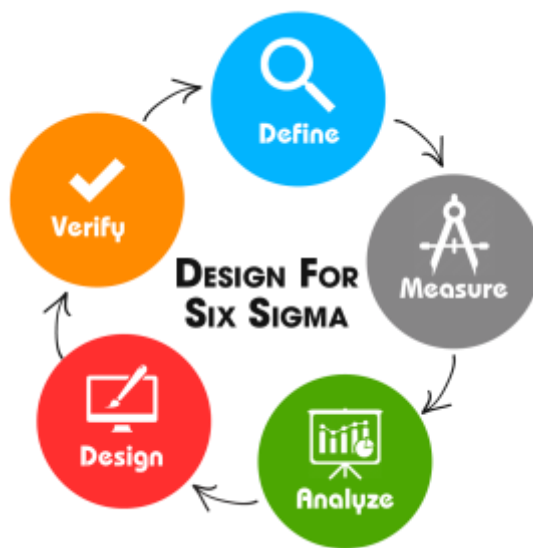 Define
Measure
Analyze
Design
Verify
DESIGN FOR
SIX SIGMA